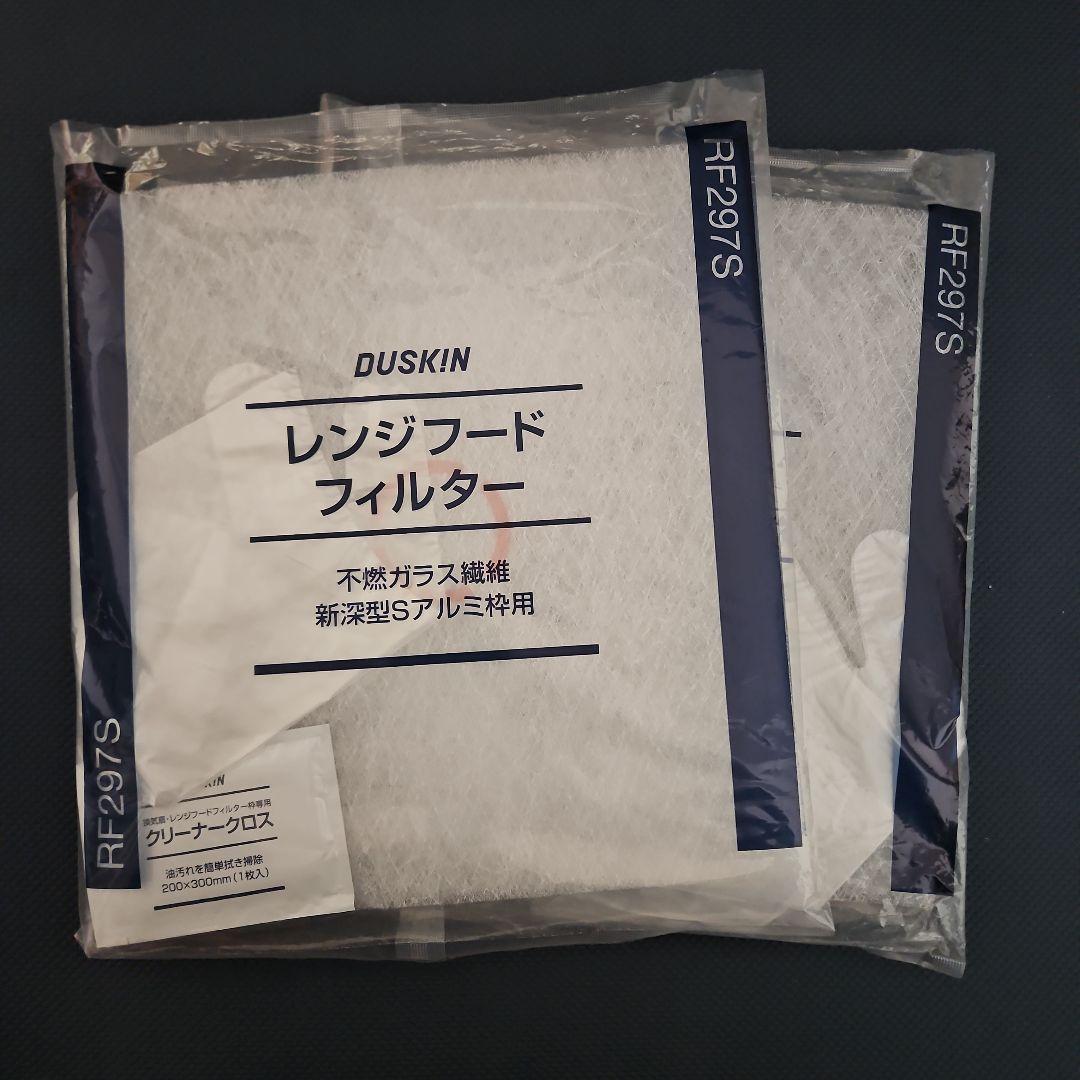 RF297S
RF297S
DUSK!N
レンジフード
フィルター
不燃ガラス繊維
新深型Sアルミ枠用
RF297S
K!N
換気扇・レンジフードフィルター枠専用
クリーナークロス
油汚れを簡単拭き掃除
200×300mm(1枚入)